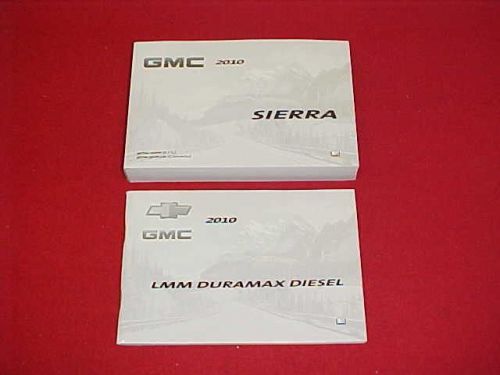 GMC 2010
SIERRA
2010
GMC
LMM DURAMAX DIESEL